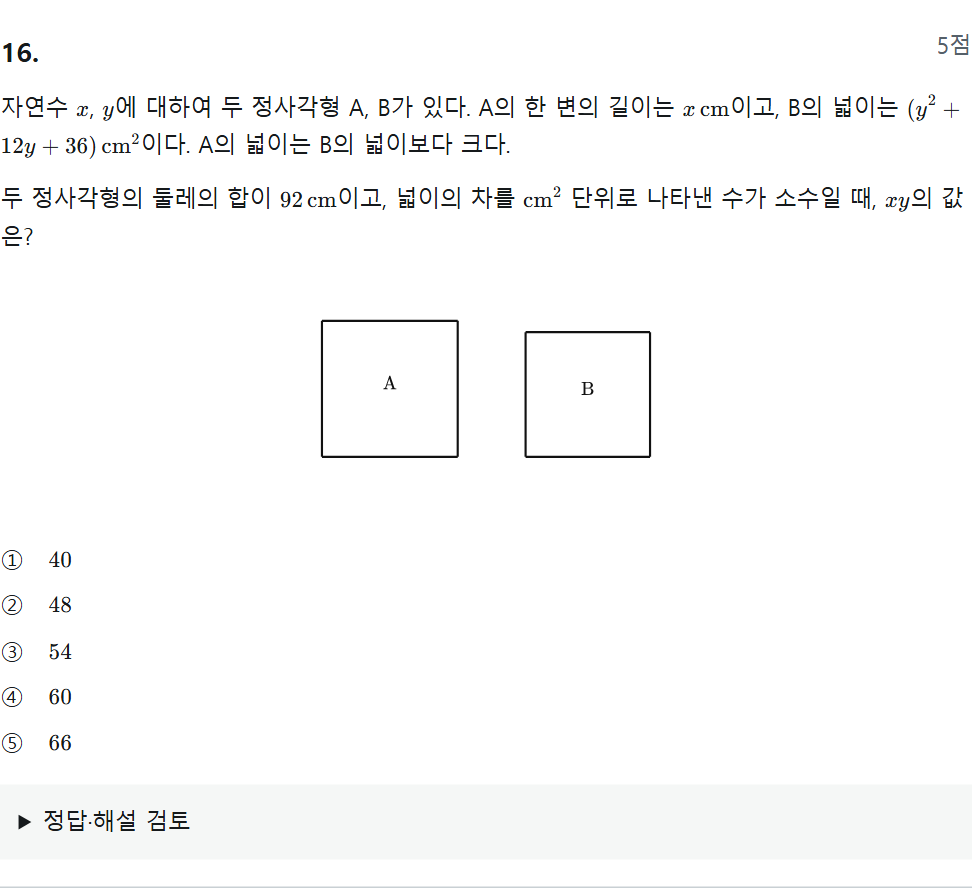 16.
5점
자연수 x, y에 대하여 두 정사각형 A, B가 있다. A의 한 변의 길이는 x cm이고, B의 넓이는 (y² +
12y + 36) cm²이다. A의 넓이는 B의 넓이보다 크다.
두 정사각형의 둘레의 합이 92 cm이고, 넓이의 차를 cm² 단위로 나타낸 수가 소수일 때, xy의 값
은?
A
B
① 40
② 48
③ 54
④ 60
⑤ 66
▶ 정답·해설 검토